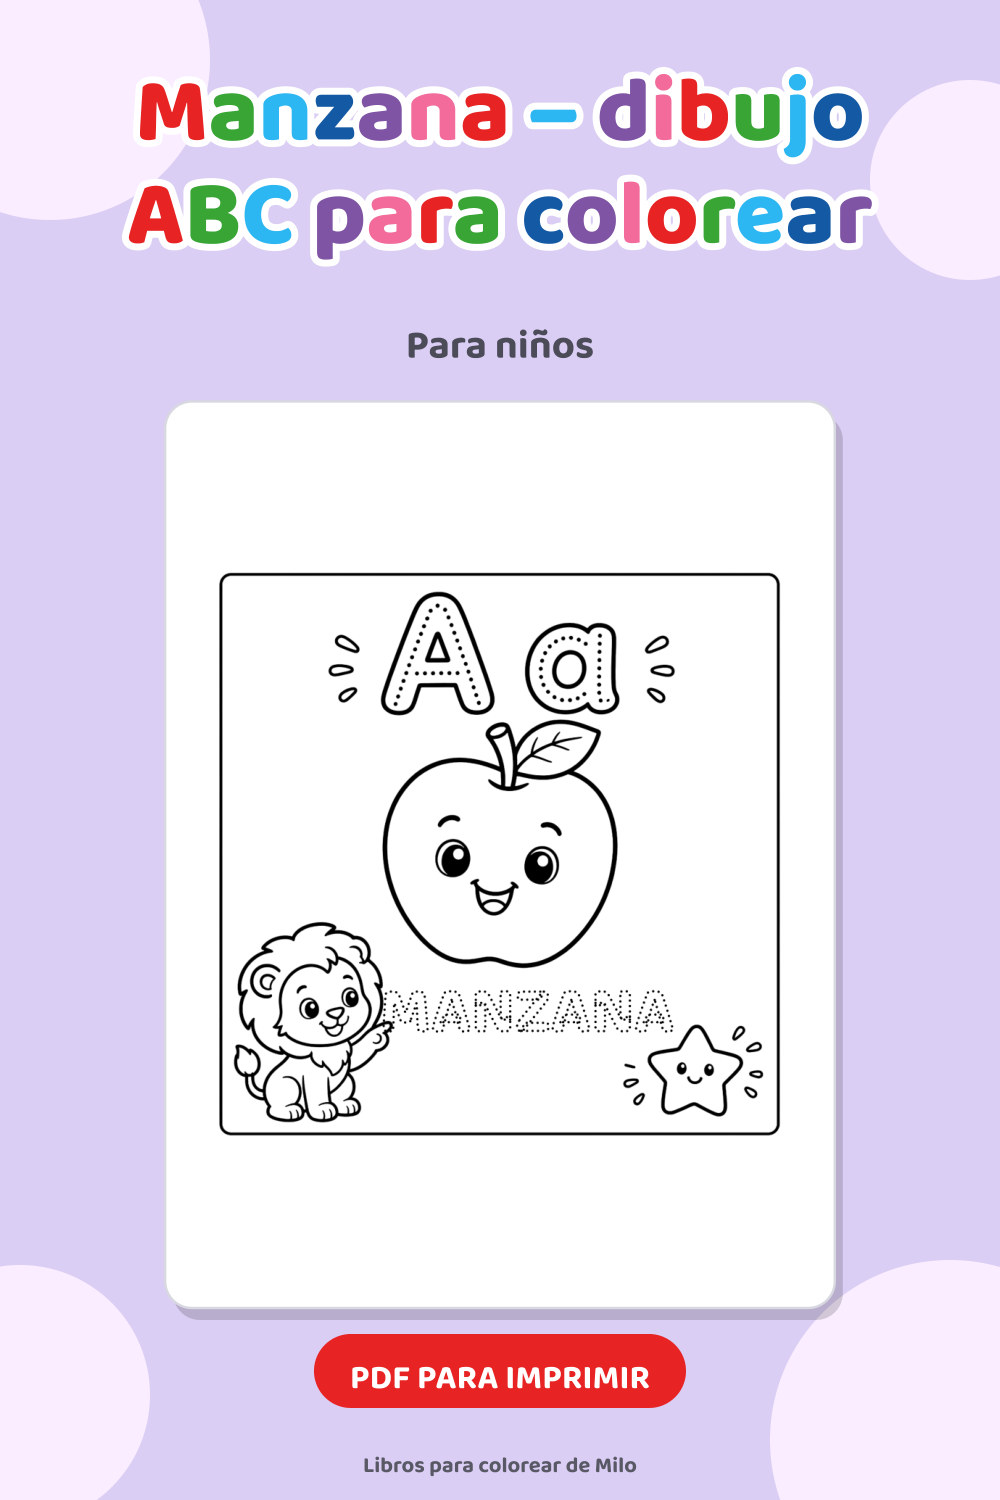 Manzana – dibujo
ABC para colorear
Para niños
A a
MANZANA
PDF PARA IMPRIMIR
Libros para colorear de Milo